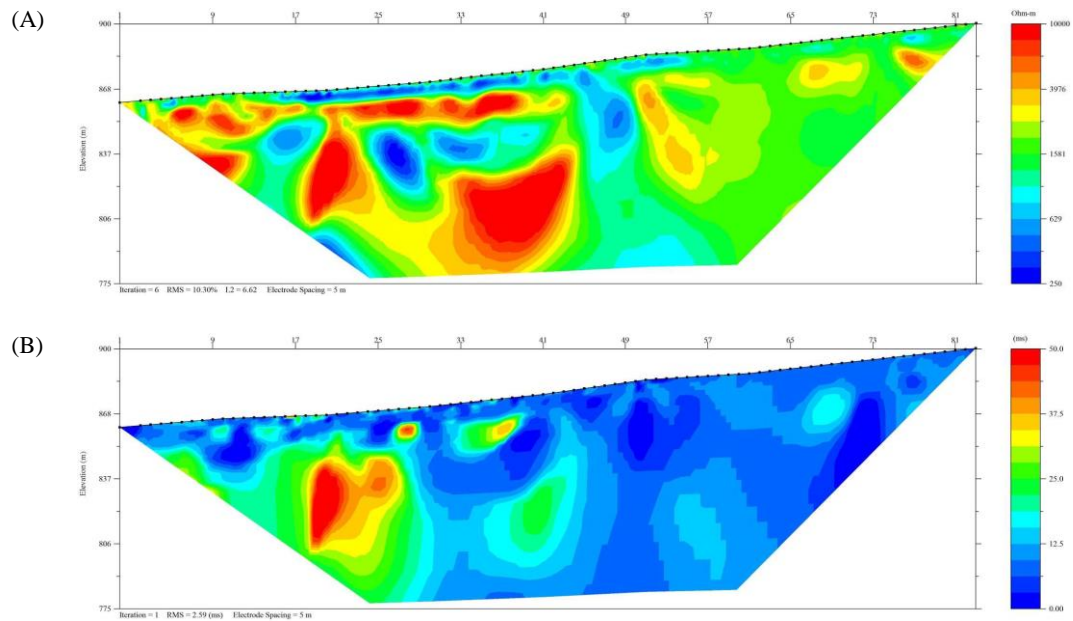 (A)
9 17 25 33 41 49 57 65 73 81
Ohm-m
900
868
837
806
775
Elevation (m)
10000
3976
1581
629
250
Iteration = 6 RMS = 10.30% L2 = 6.62 Electrode Spacing = 5 m
(B)
9 17 25 33 41 49 57 65 73 81
(ms)
900
868
837
806
775
Elevation (m)
50.0
37.5
25.0
12.5
0.00
Iteration = 1 RMS = 2.59 (ms) Electrode Spacing = 5 m